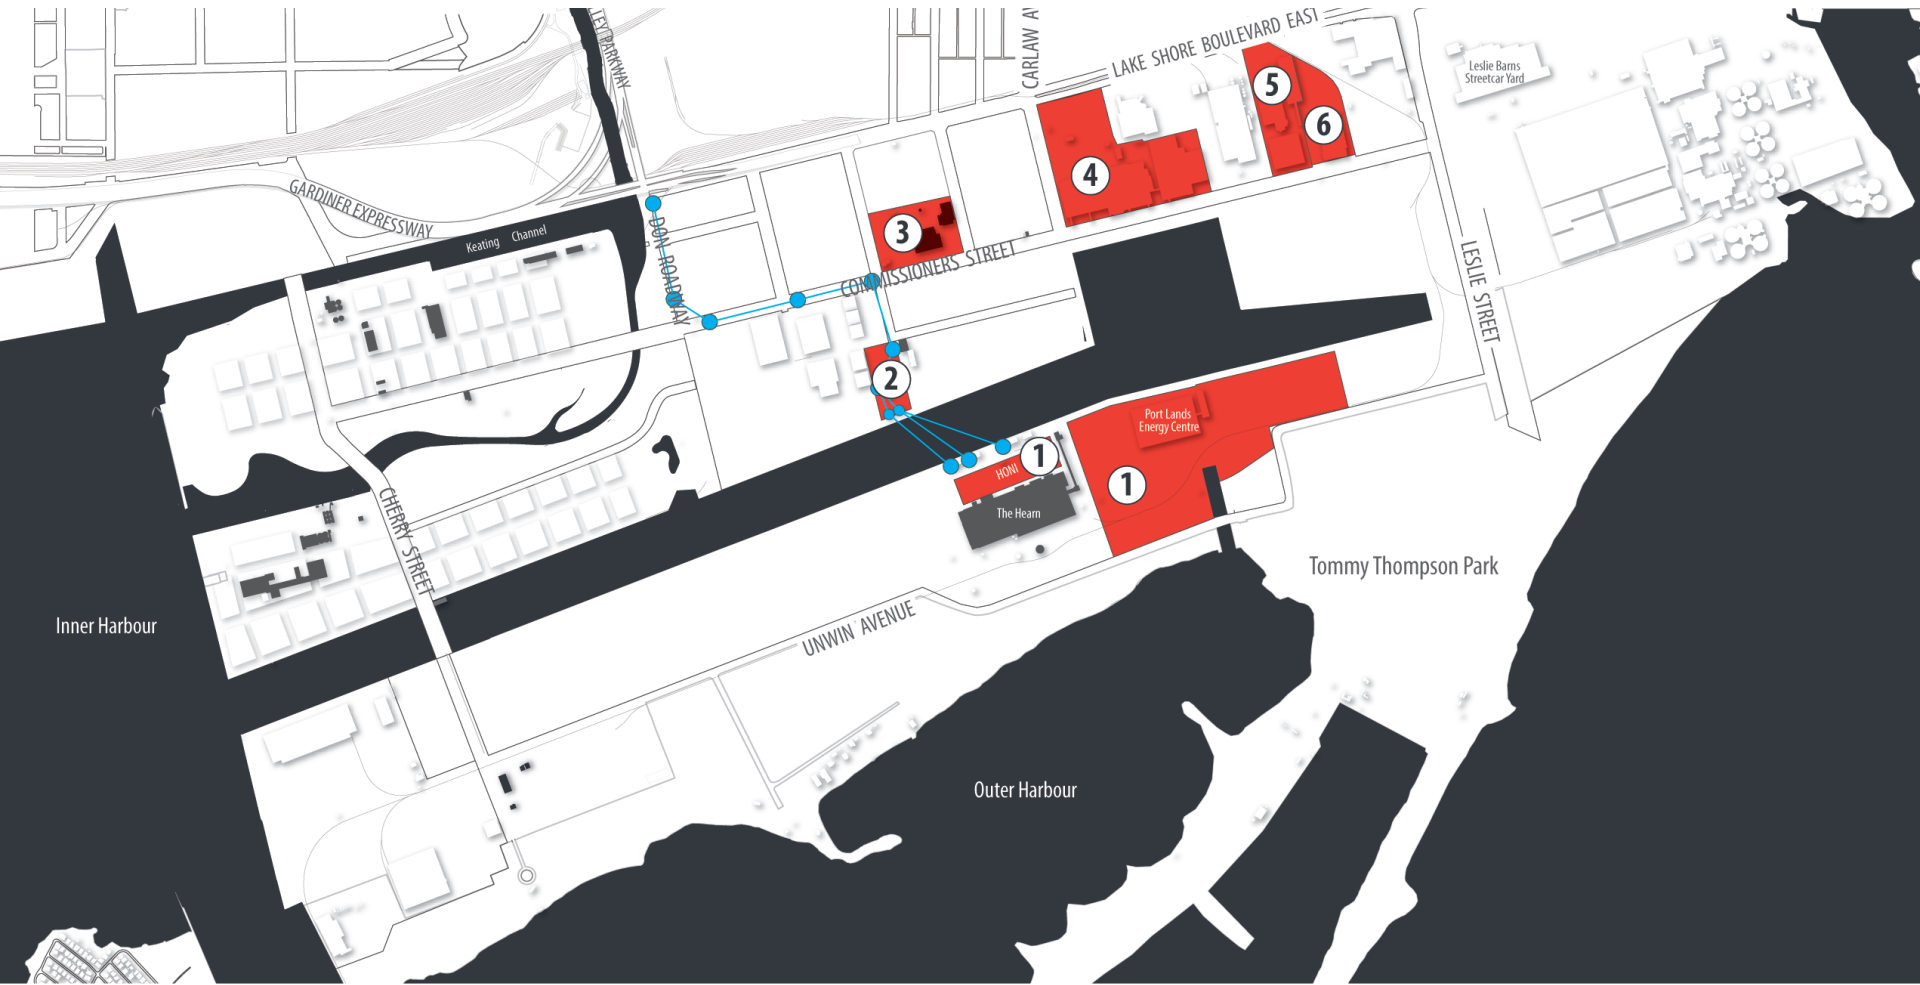 LEY PARKWAY
CARLAW A
LAKE SHORE BOULEVARD EAST
Leslie Barns
Streetcar Yard
5
6
4
GARDINER EXPRESSWAY
Keating Channel
DON ROADWAY
3
COMMISSIONERS STREET
LESLIE STREET
2
Port Lands
Energy Centre
1
HONI
1
The Hearn
CHERRY STREET
Tommy Thompson Park
Inner Harbour
UNWIN AVENUE
Outer Harbour